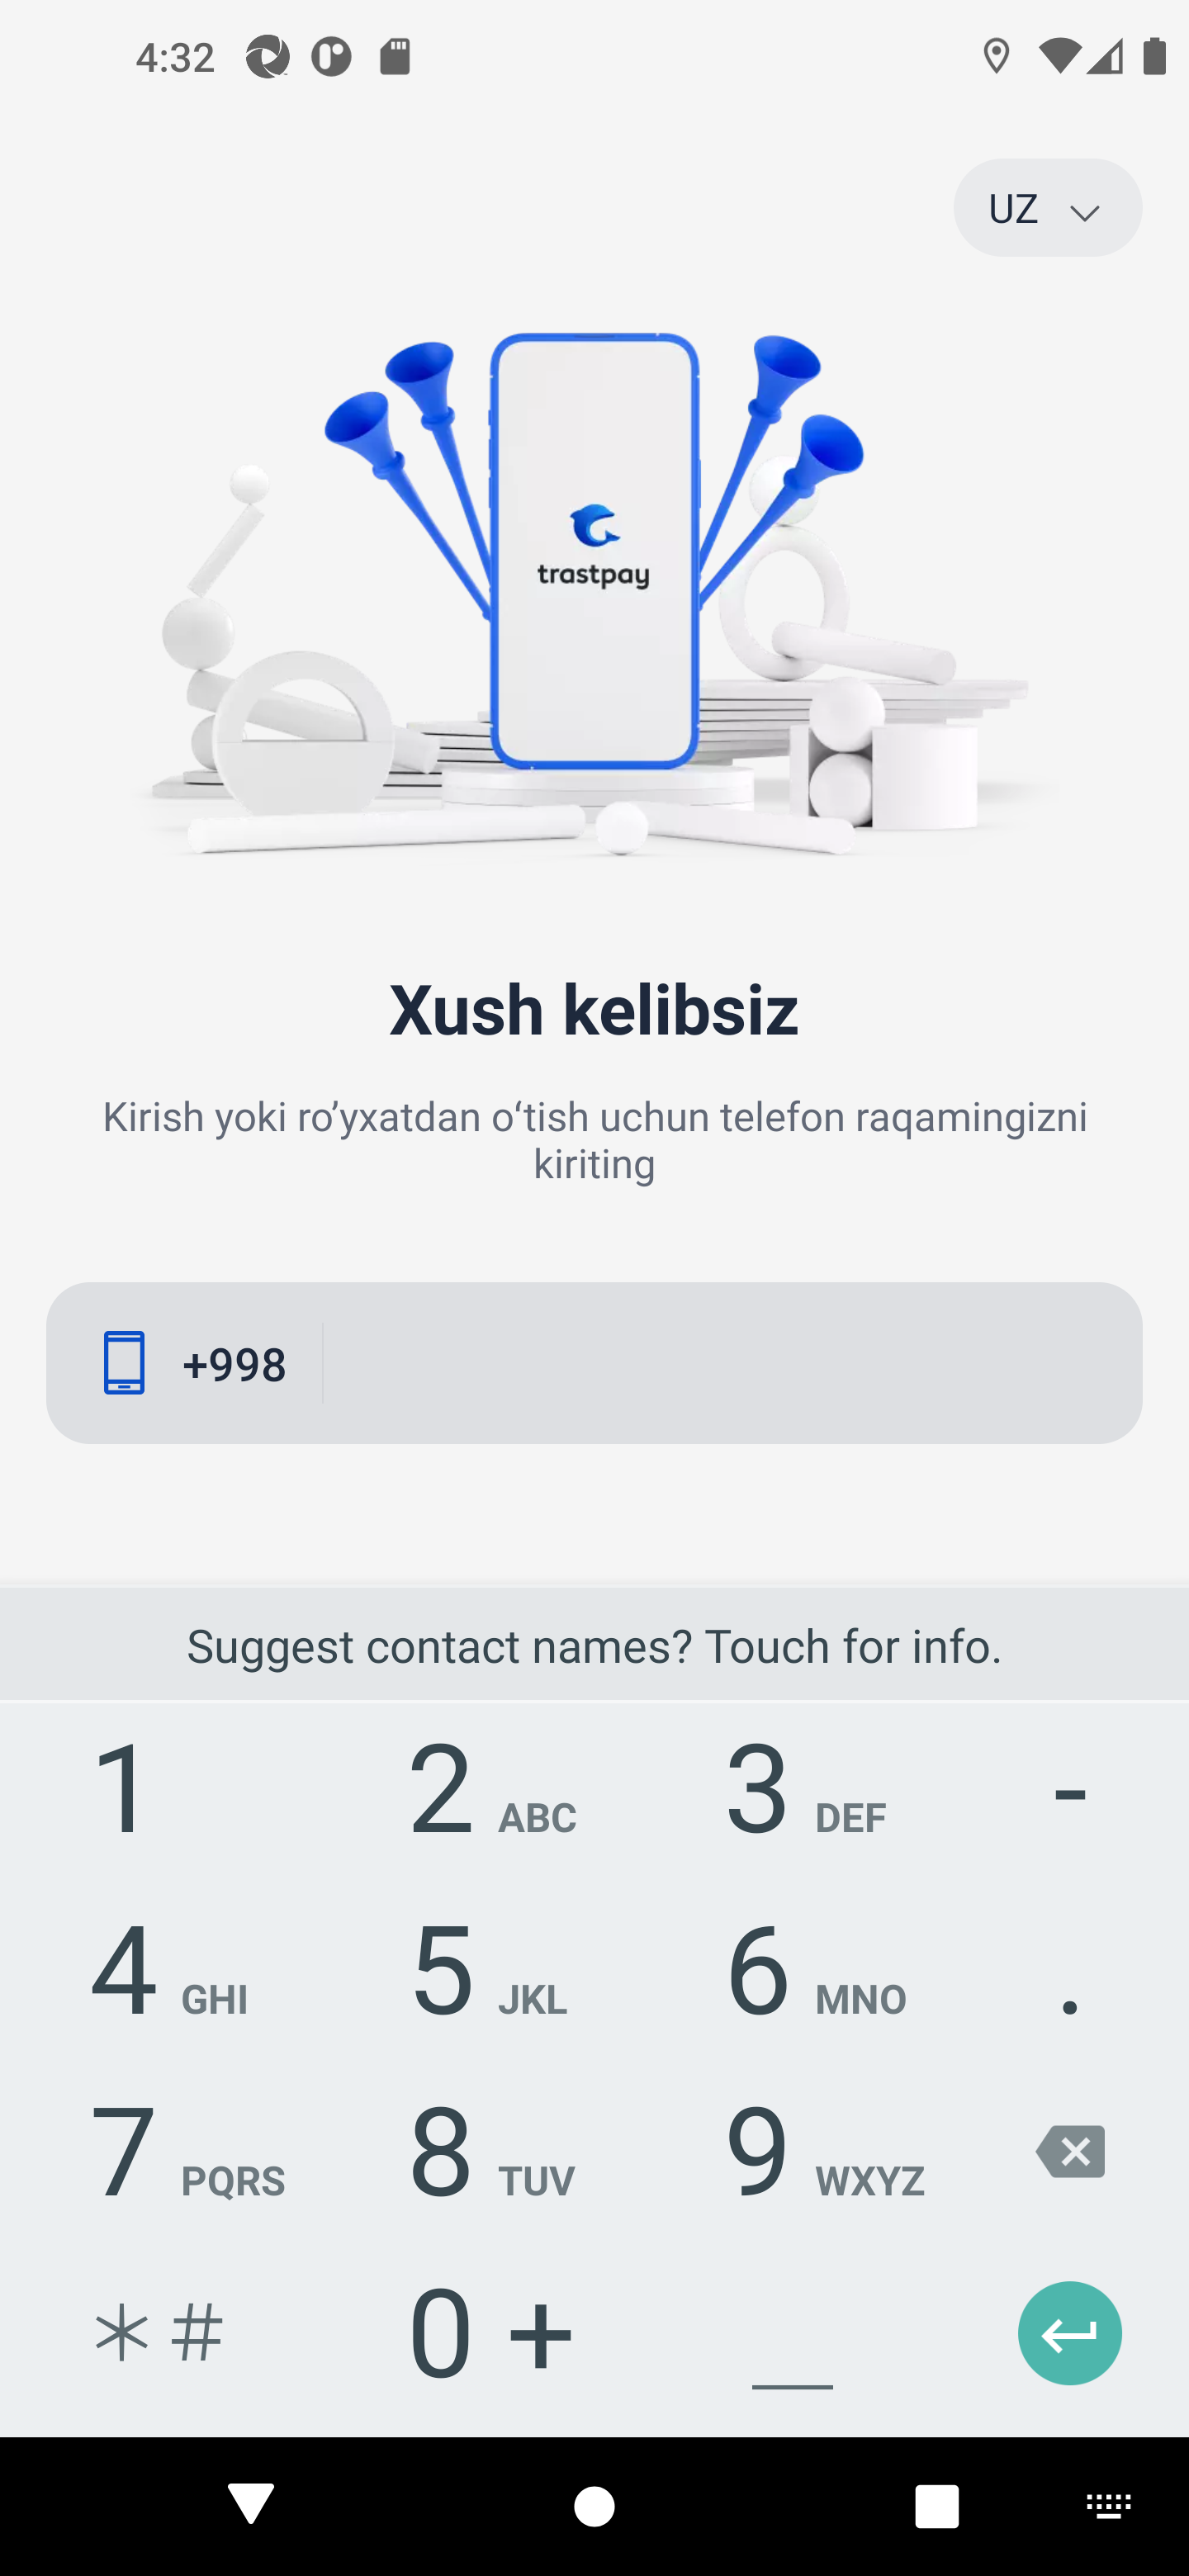 4:32
UZ
trastpay
Xush kelibsiz
Kirish yoki ro’yxatdan o‘tish uchun telefon raqamingizni
kiriting
+998
Suggest contact names? Touch for info.
1 2 ABC 3 DEF -
4 GHI 5 JKL 6 MNO .
7 PQRS 8 TUV 9 WXYZ
* # 0 +